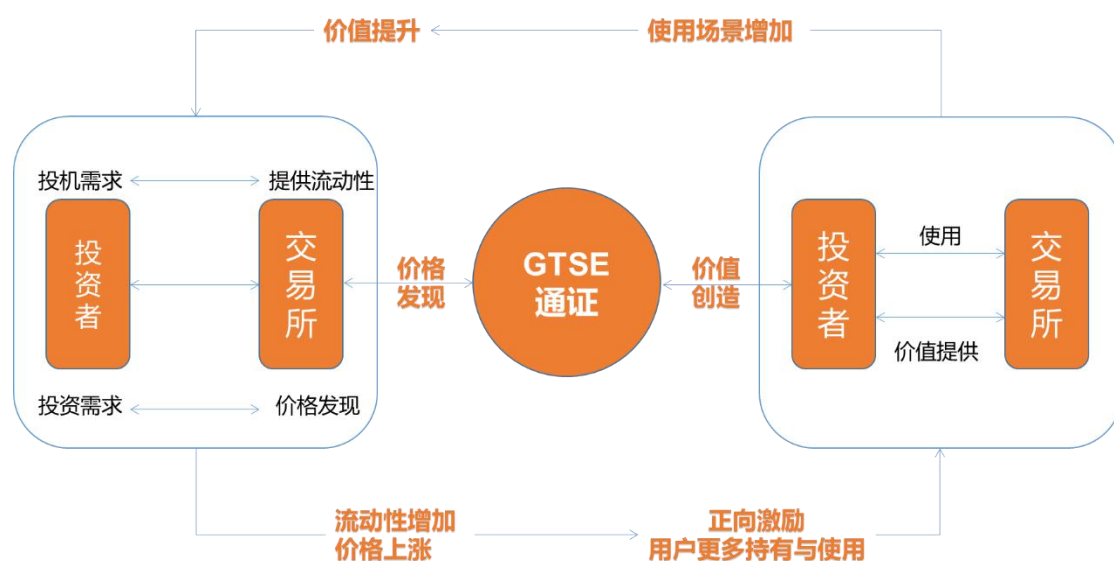 价值提升
使用场景增加
投机需求
提供流动性
投资者
交易所
投资需求
价格发现
价格
发现
GTSE
通证
价值
创造
投资者
使用
价值提供
交易所
流动性增加
价格上涨
正向激励
用户更多持有与使用